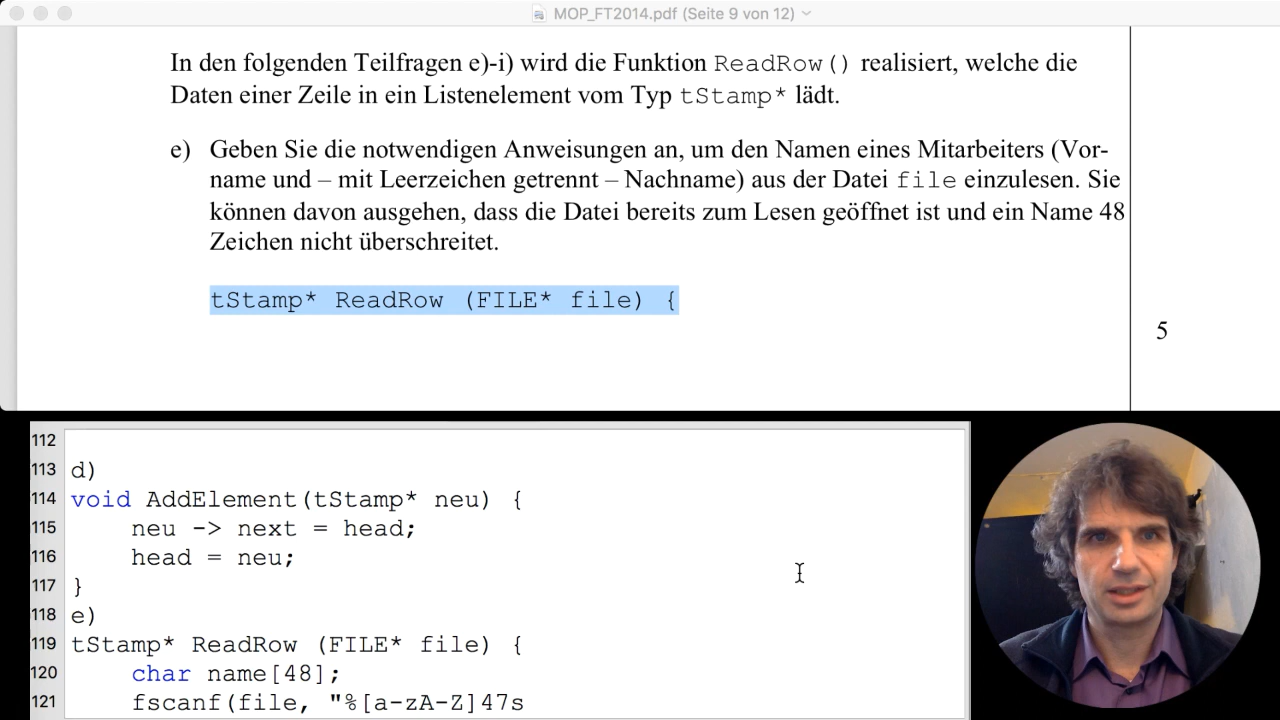 MOP_FT2014.pdf (Seite 9 von 12)
In den folgenden Teilfragen e)-i) wird die Funktion ReadRow() realisiert, welche die
Daten einer Zeile in ein Listenelement vom Typ tStamp* lädt.
e) Geben Sie die notwendigen Anweisungen an, um den Namen eines Mitarbeiters (Vor-
name und – mit Leerzeichen getrennt – Nachname) aus der Datei file einzulesen. Sie
können davon ausgehen, dass die Datei bereits zum Lesen geöffnet ist und ein Name 48
Zeichen nicht überschreitet.
tStamp* ReadRow (FILE* file) {
5
112
113 d)
114 void AddElement(tStamp* neu) {
115 neu -> next = head;
116 head = neu;
117 }
118 e)
119 tStamp* ReadRow (FILE* file) {
120 char name[48];
121 fscanf(file, "%[a-zA-Z]47s